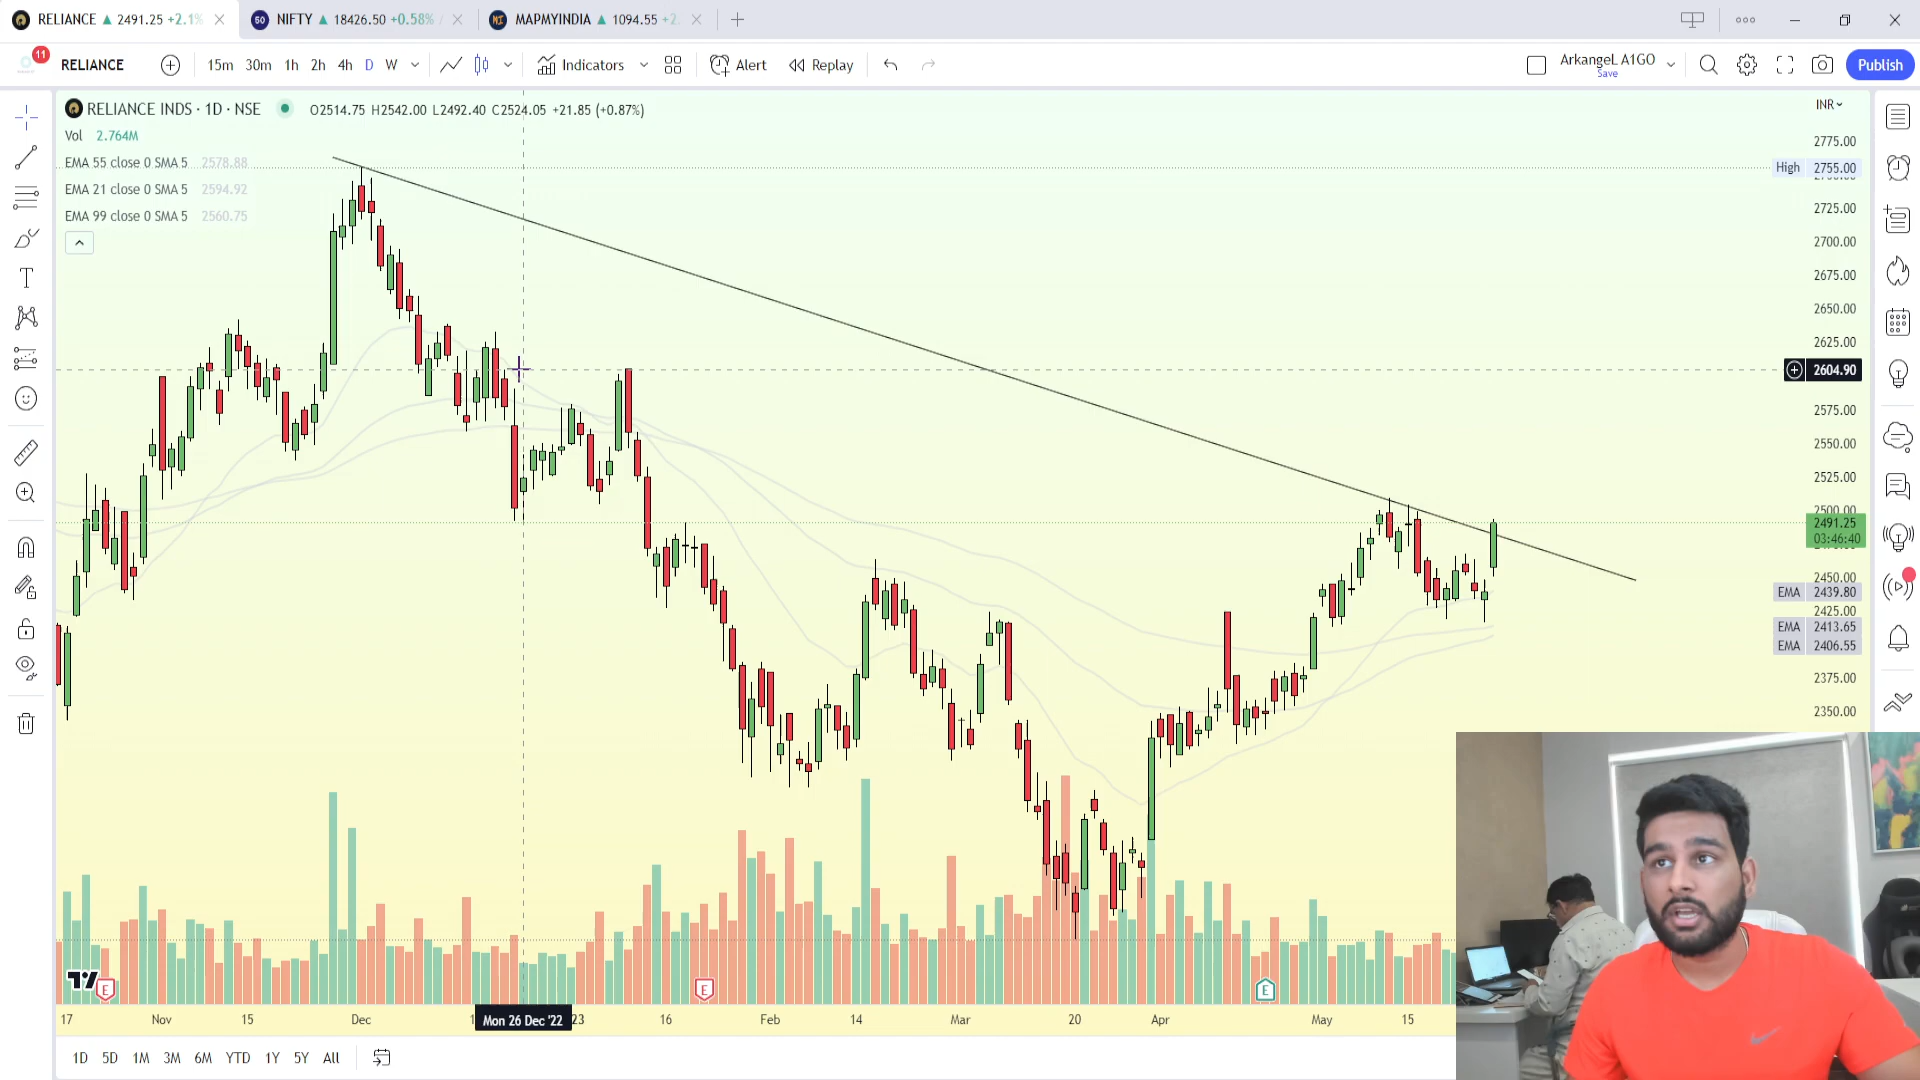 RELIANCE ▲ 2491.25 +2.1%
50 NIFTY ▲ 18426.50 +0.58%
MI MAPMYINDIA ▲ 1094.55 +2.
11
RELIANCE
15m 30m 1h 2h 4h D W
Indicators
Alert
Replay
ArkangeL A1GO
Save
Publish
RELIANCE INDS · 1D · NSE
O2514.75 H2542.00 L2492.40 C2524.05 +21.85 (+0.87%)
INR
Vol 2.764M
EMA 55 close 0 SMA 5 2578.88
EMA 21 close 0 SMA 5 2594.92
EMA 99 close 0 SMA 5 2560.75
2775.00
High 2755.00
2725.00
2700.00
2675.00
2650.00
2625.00
2604.90
2575.00
2550.00
2525.00
2500.00
2491.25
03:46:40
2450.00
EMA 2439.80
2425.00
EMA 2413.65
EMA 2406.55
2375.00
2350.00
E
E
E
17 Nov 15 Dec 1 Mon 26 Dec '22 23 16 Feb 14 Mar 20 Apr May 15
1D 5D 1M 3M 6M YTD 1Y 5Y All